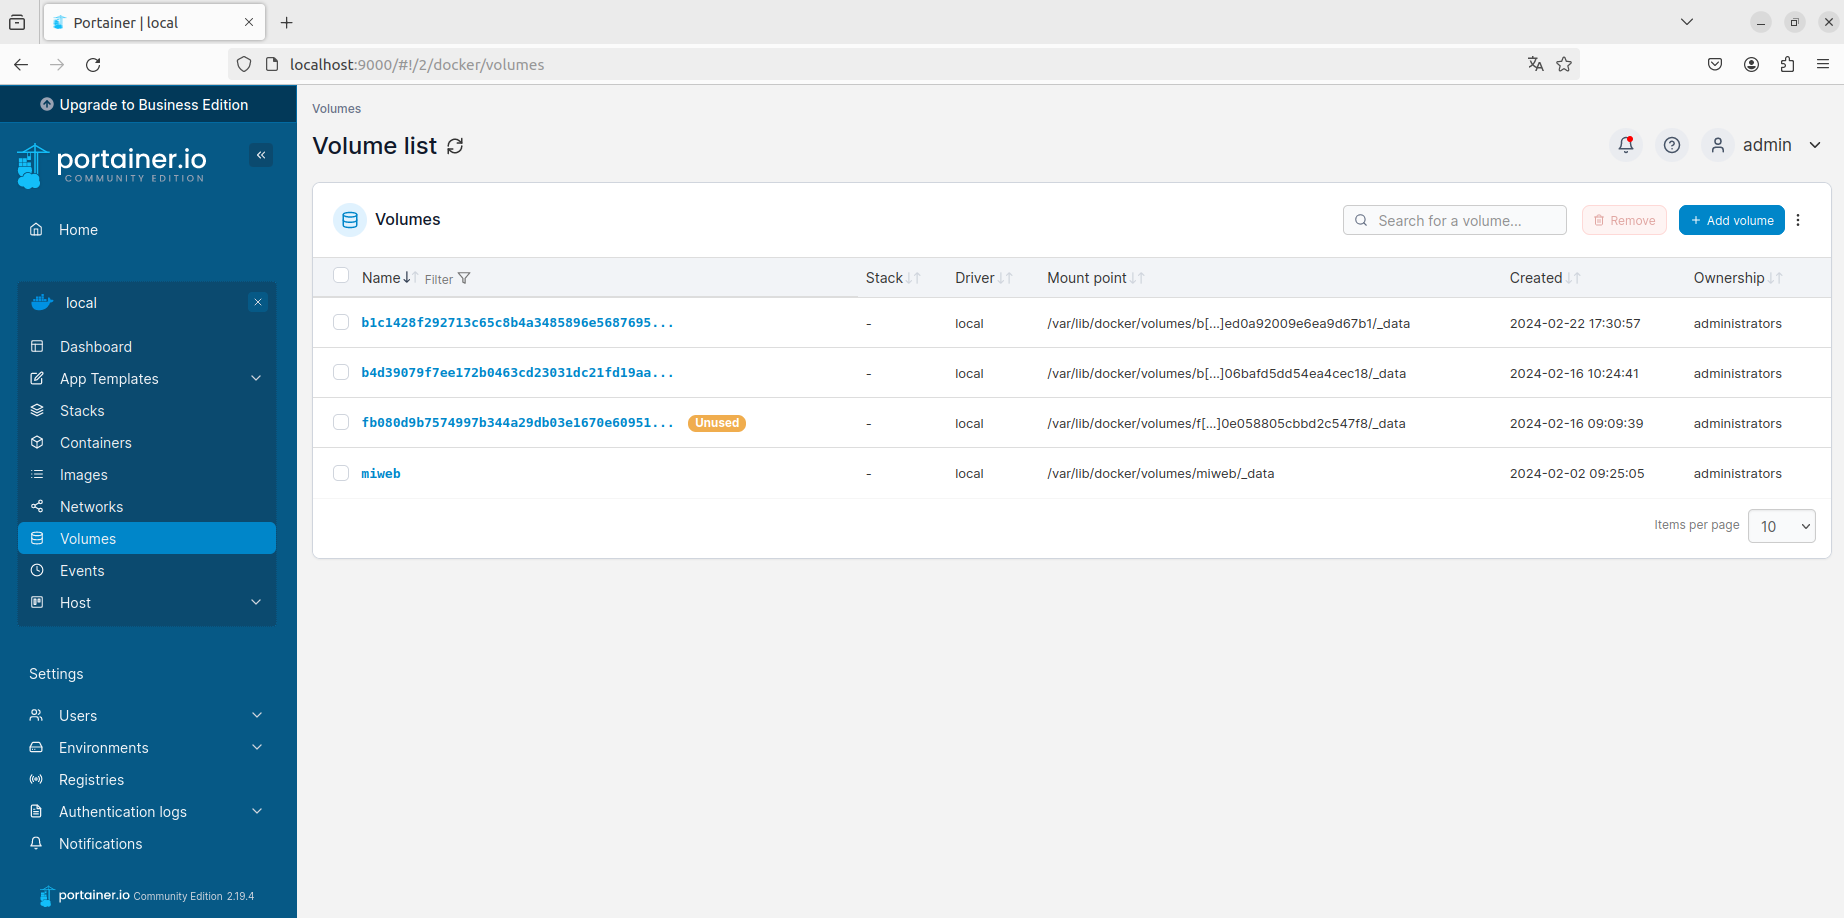 Portainer | local
localhost:9000/#!/2/docker/volumes
Upgrade to Business Edition
portainer.io
COMMUNITY EDITION
Home
local
Dashboard
App Templates
Stacks
Containers
Images
Networks
Volumes
Events
Host
Settings
Users
Environments
Registries
Authentication logs
Notifications
portainer.io Community Edition 2.19.4
Volumes
Volume list
admin
Volumes
Search for a volume...
Remove
Add volume
Name Filter Stack Driver Mount point Created Ownership
b1c1428f292713c65c8b4a3485896e5687695... - local /var/lib/docker/volumes/b[...]ed0a92009e6ea9d67b1/_data 2024-02-22 17:30:57 administrators
b4d39079f7ee172b0463cd23031dc21fd19aa... - local /var/lib/docker/volumes/b[...]06bafd5dd54ea4cec18/_data 2024-02-16 10:24:41 administrators
fb080d9b7574997b344a29db03e1670e60951... Unused - local /var/lib/docker/volumes/f[...]0e058805cbbd2c547f8/_data 2024-02-16 09:09:39 administrators
miweb - local /var/lib/docker/volumes/miweb/_data 2024-02-02 09:25:05 administrators
Items per page 10